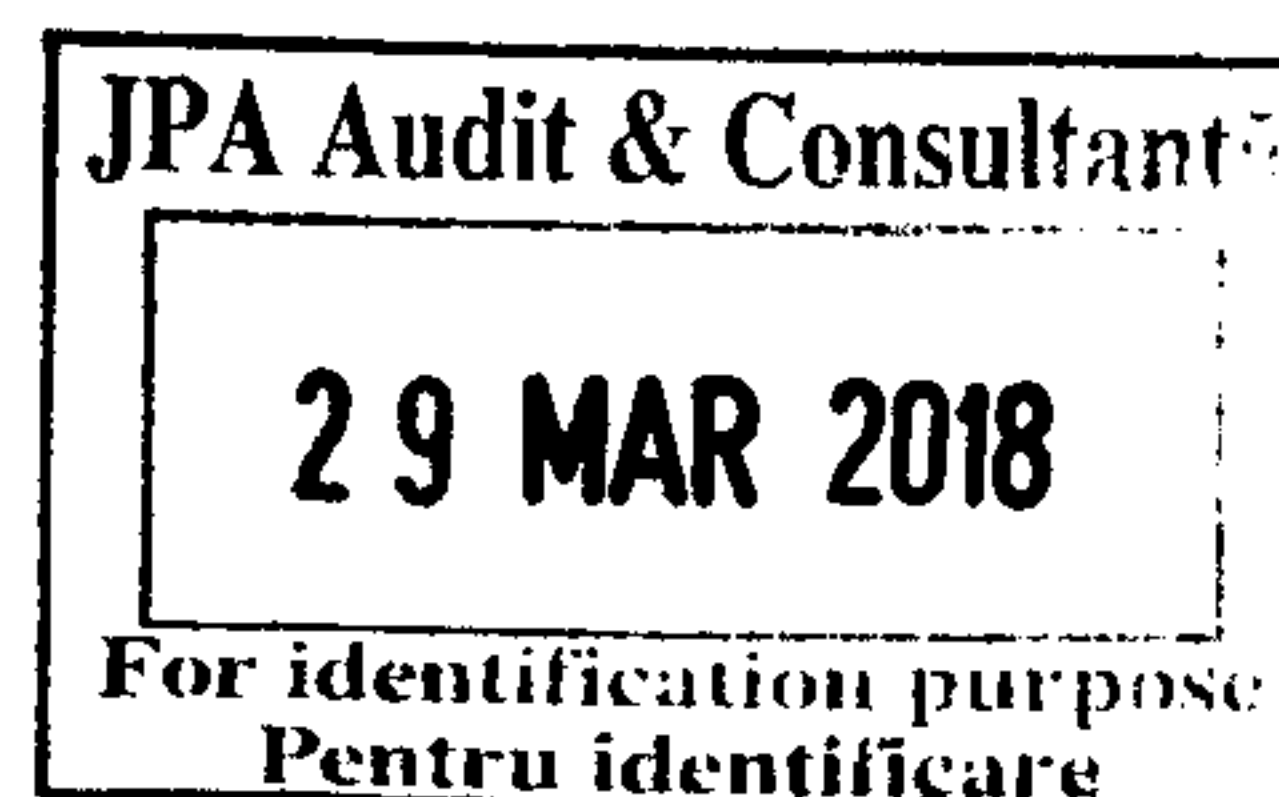 JPA Audit & Consultant
29 MAR 2018
For identification purpose
Pentru identificare